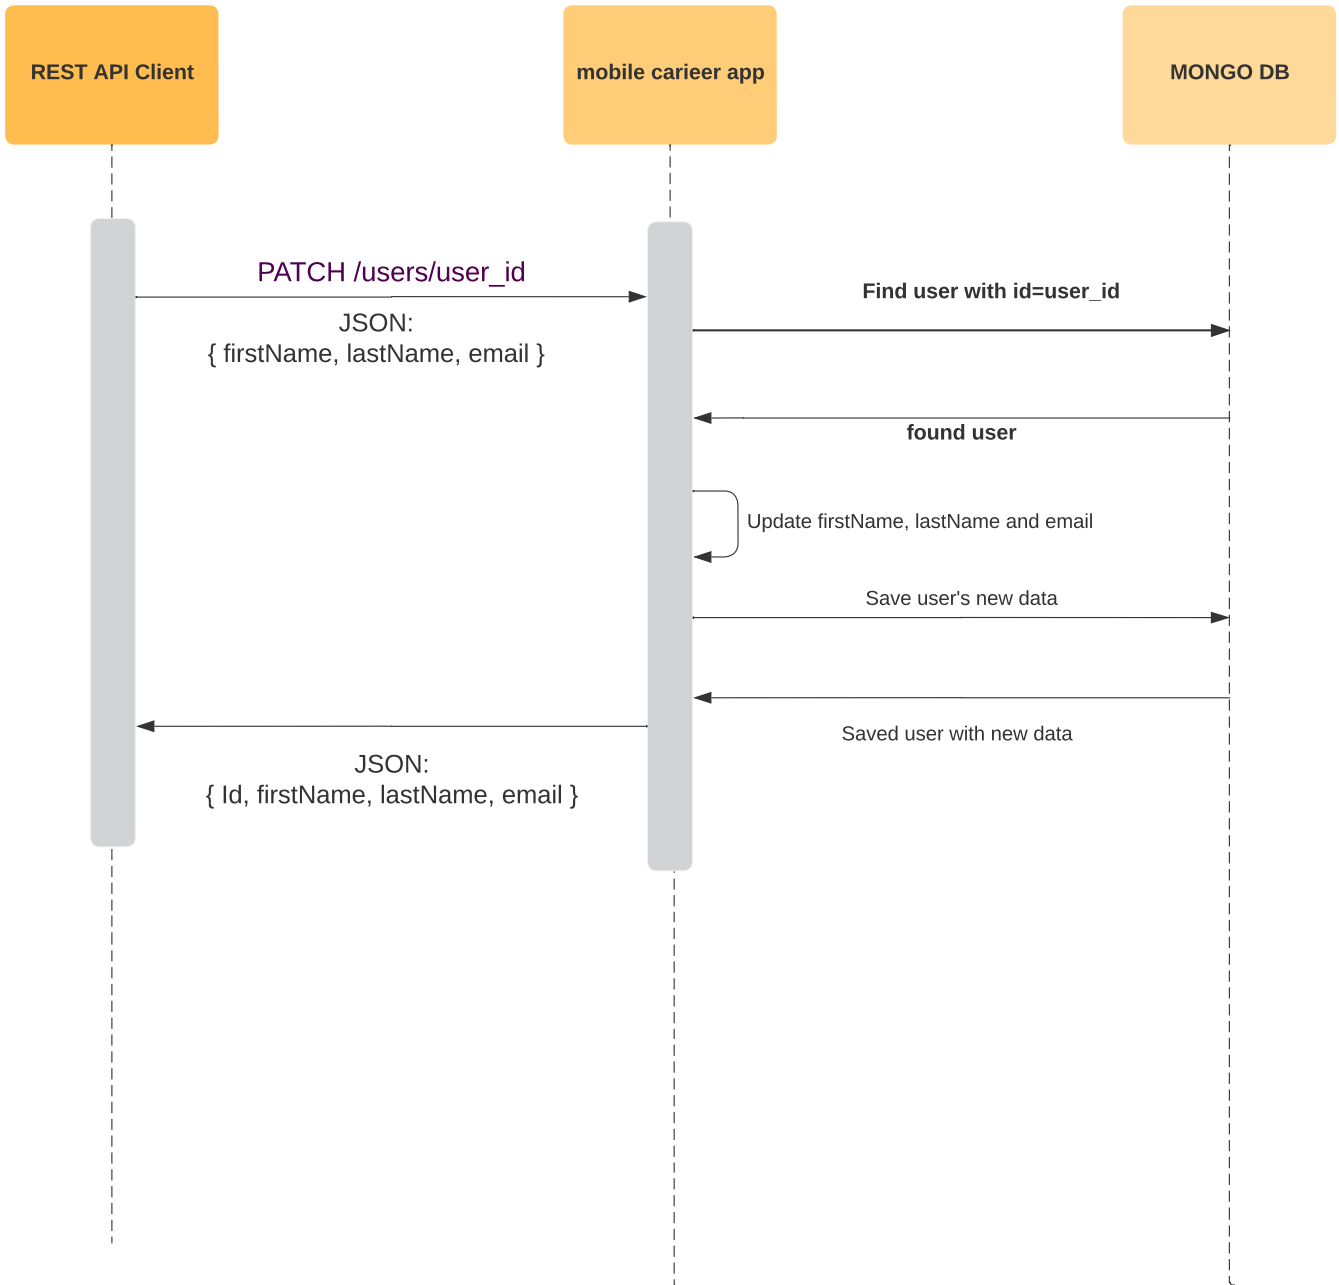 REST API Client
mobile carieer app
MONGO DB
PATCH /users/user_id
JSON:
{ firstName, lastName, email }
Find user with id=user_id
found user
Update firstName, lastName and email
Save user's new data
Saved user with new data
JSON:
{ Id, firstName, lastName, email }